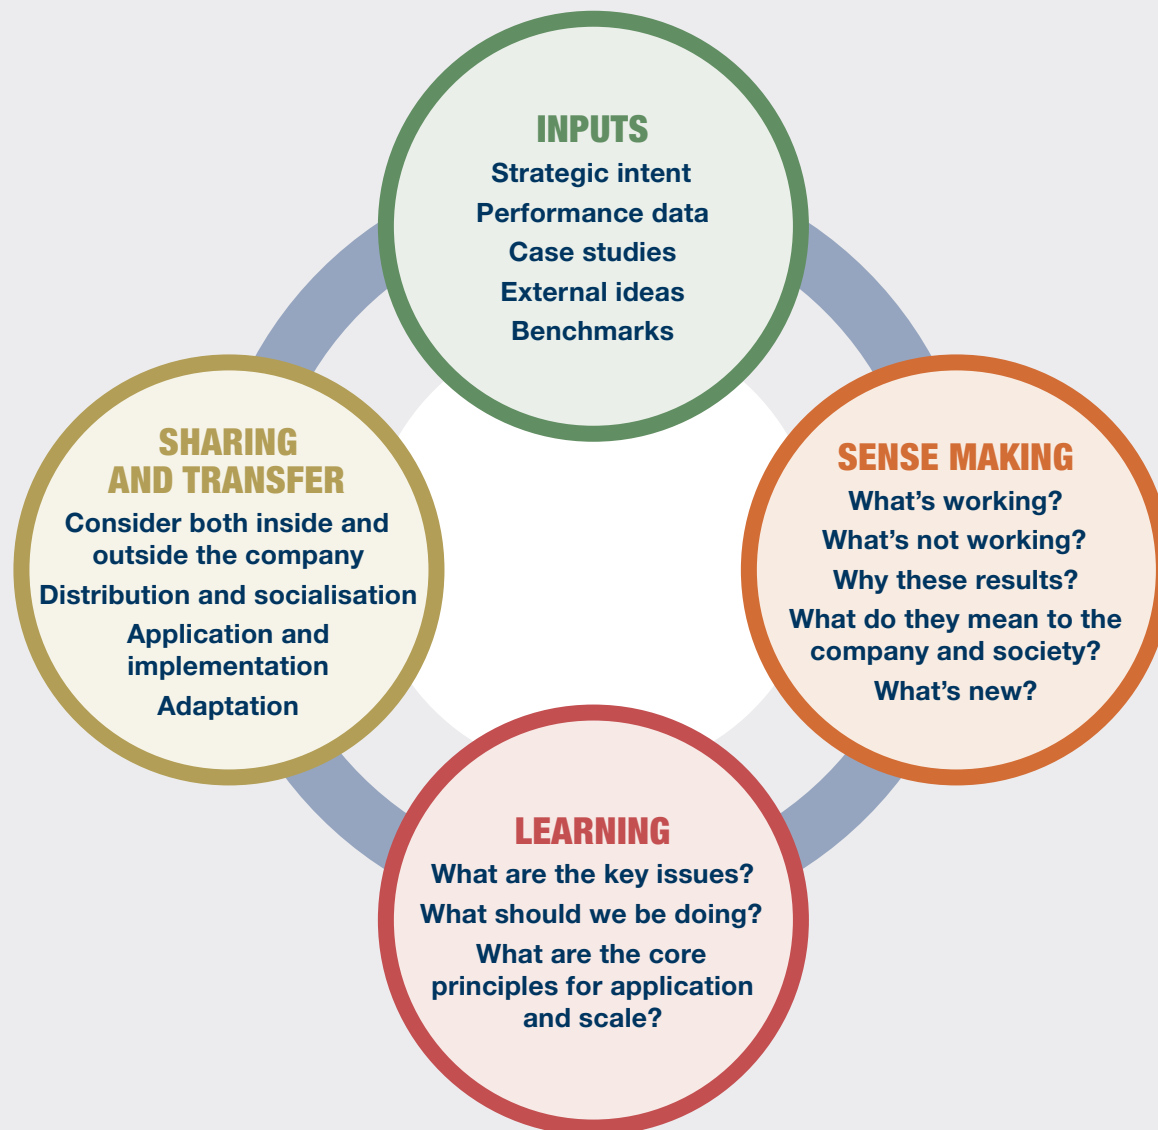 INPUTS
Strategic intent
Performance data
Case studies
External ideas
Benchmarks
SHARING
AND TRANSFER
Consider both inside and
outside the company
Distribution and socialisation
Application and
implementation
Adaptation
SENSE MAKING
What’s working?
What’s not working?
Why these results?
What do they mean to the
company and society?
What’s new?
LEARNING
What are the key issues?
What should we be doing?
What are the core
principles for application
and scale?